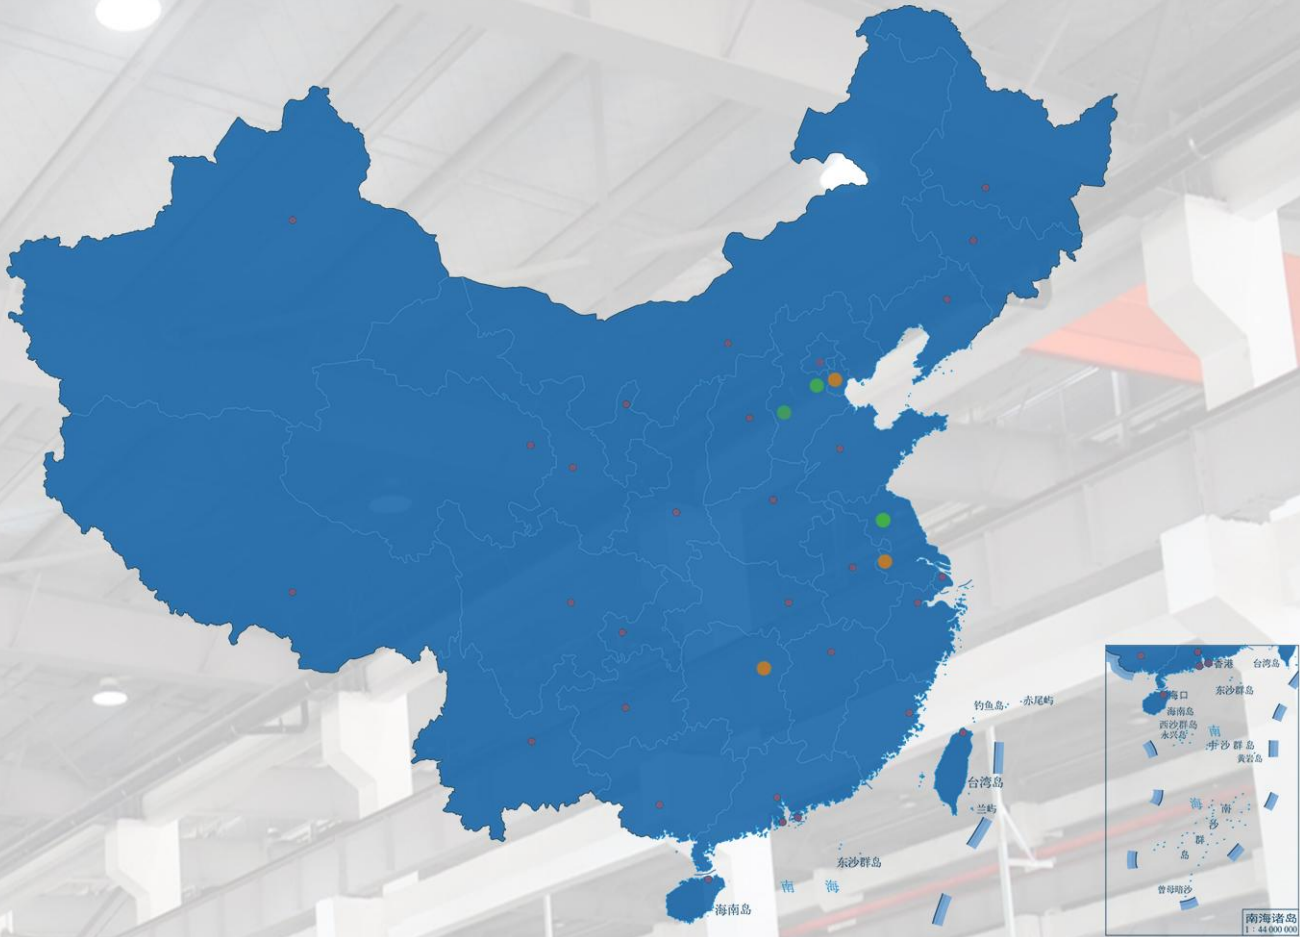 钓鱼岛
赤尾屿
台湾岛
兰屿
东沙群岛
南 海
海南岛
香港
台湾岛
海口
东沙群岛
海南岛
西沙群岛
永兴岛
南
中沙群岛
黄岩岛
海
南
沙
群
岛
曾母暗沙
南海诸岛
1:44 000 000